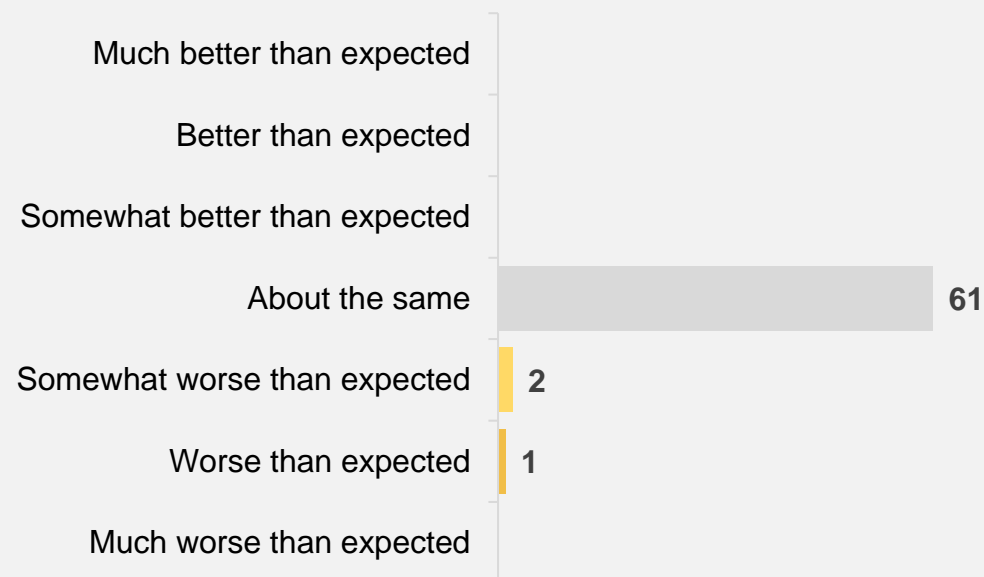 Much better than expected
Better than expected
Somewhat better than expected
About the same 61
Somewhat worse than expected 2
Worse than expected 1
Much worse than expected